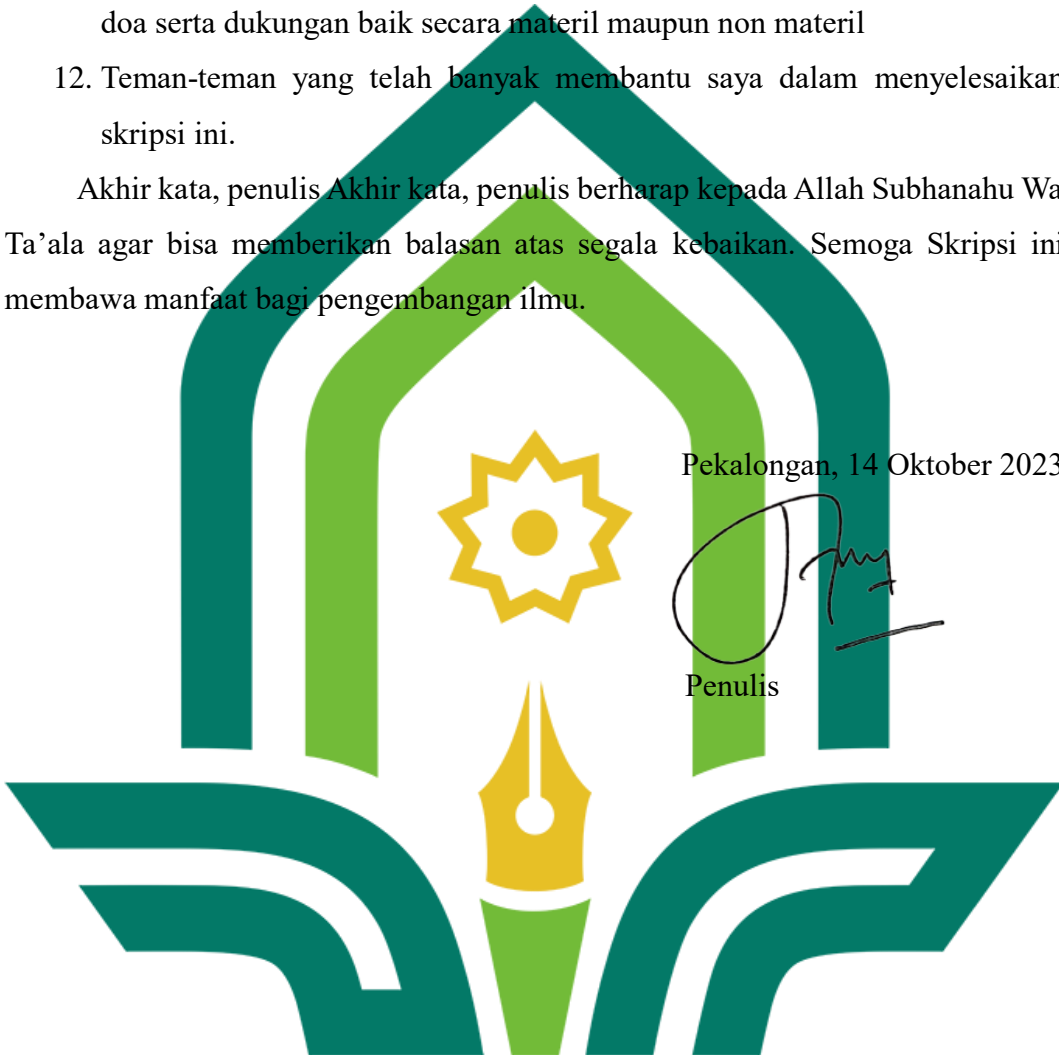 doa serta dukungan baik secara materil maupun non materil
12. Teman-teman yang telah banyak membantu saya dalam menyelesaikan
skripsi ini.
Akhir kata, penulis Akhir kata, penulis berharap kepada Allah Subhanahu Wa
Ta’ala agar bisa memberikan balasan atas segala kebaikan. Semoga Skripsi ini
membawa manfaat bagi pengembangan ilmu.
Pekalongan, 14 Oktober 2023
Penulis